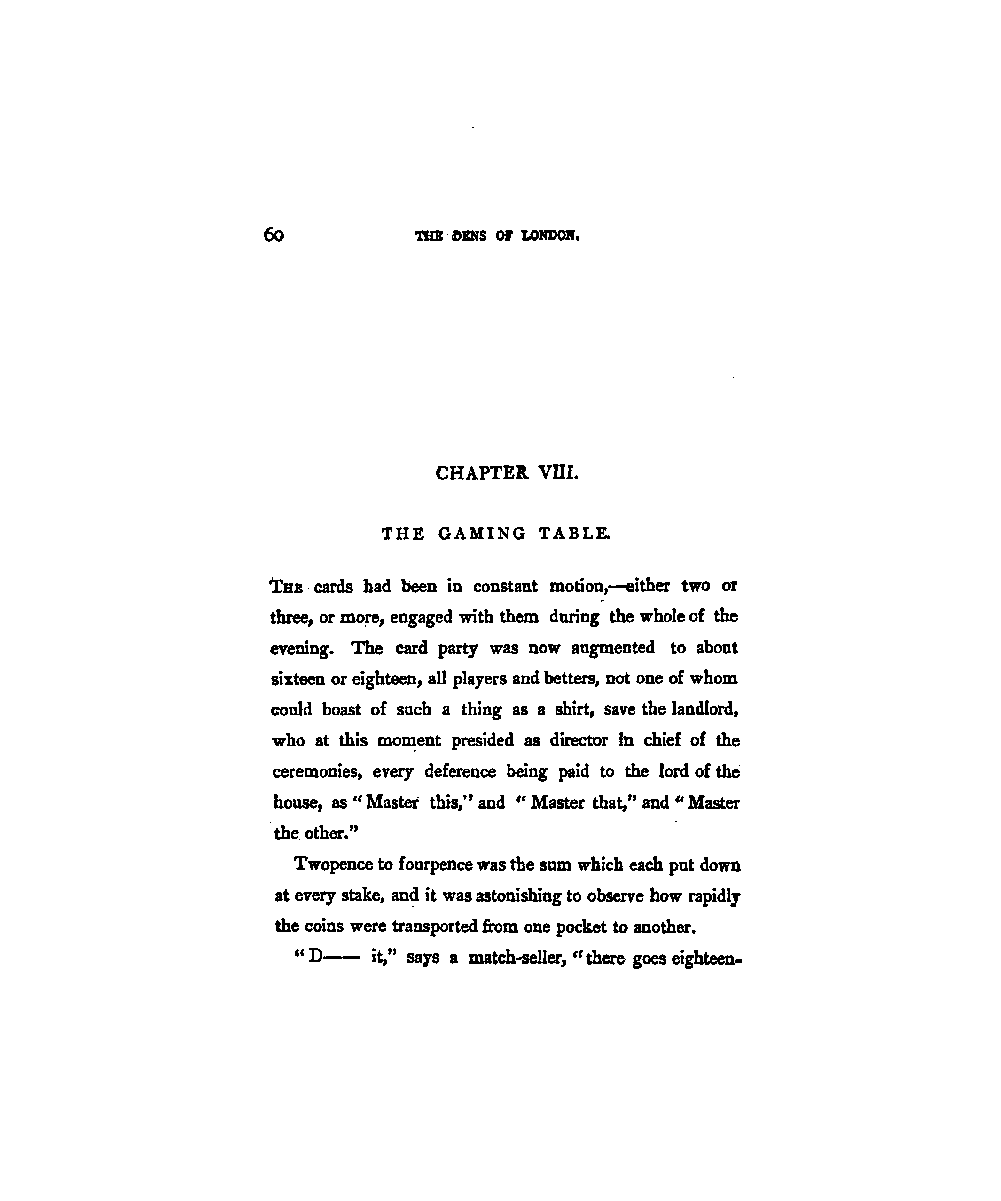 60 THE DENS OF LONDON.
CHAPTER VIII.
THE GAMING TABLE.
THE cards had been in constant motion,—either two or
three, or more, engaged with them during the whole of the
evening. The card party was now augmented to about
sixteen or eighteen, all players and betters, not one of whom
could boast of such a thing as a shirt, save the landlord,
who at this moment presided as director in chief of the
ceremonies, every deference being paid to the lord of the
house, as "Master this," and "Master that," and "Master
the other."
Twopence to fourpence was the sum which each put down
at every stake, and it was astonishing to observe how rapidly
the coins were transported from one pocket to another.
"D—— it," says a match-seller, "there goes eighteen-